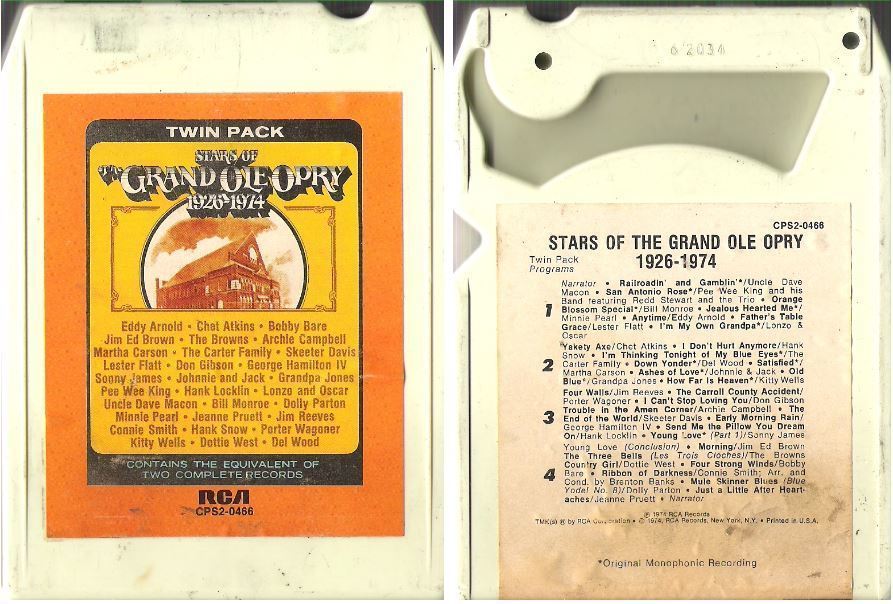 TWIN PACK
STARS OF
THE GRAND OLE OPRY
1926-1974
Eddy Arnold • Chet Atkins • Bobby Bare
Jim Ed Brown • The Browns • Archie Campbell
Martha Carson • The Carter Family • Skeeter Davis
Lester Flatt • Don Gibson • George Hamilton IV
Sonny James • Johnnie and Jack • Grandpa Jones
Pee Wee King • Hank Locklin • Lonzo and Oscar
Uncle Dave Macon • Bill Monroe • Dolly Parton
Minnie Pearl • Jeanne Pruett • Jim Reeves
Connie Smith • Hank Snow • Porter Wagoner
Kitty Wells • Dottie West • Del Wood
CONTAINS THE EQUIVALENT OF
TWO COMPLETE RECORDS
RCA
CPS2-0466
6 2034
CPS2-0466
STARS OF THE GRAND OLE OPRY
1926-1974
Twin Pack
Programs
1
Narrator • Railroadin' and Gamblin'*/Uncle Dave
Macon • San Antonio Rose*/Pee Wee King and his
Band featuring Redd Stewart and the Trio • Orange
Blossom Special*/Bill Monroe • Jealous Hearted Me*/
Minnie Pearl • Anytime/Eddy Arnold • Father's Table
Grace/Lester Flatt • I'm My Own Grandpa*/Lonzo &
Oscar
2
Yakety Axe/Chet Atkins • I Don't Hurt Anymore/Hank
Snow • I'm Thinking Tonight of My Blue Eyes*/The
Carter Family • Down Yonder*/Del Wood • Satisfied*/
Martha Carson • Ashes of Love*/Johnnie & Jack • Old
Blue*/Grandpa Jones • How Far Is Heaven*/Kitty Wells
3
Four Walls/Jim Reeves • The Carroll County Accident/
Porter Wagoner • I Can't Stop Loving You/Don Gibson
Trouble in the Amen Corner/Archie Campbell • The
End of the World/Skeeter Davis • Early Morning Rain/
George Hamilton IV • Send Me the Pillow You Dream
On/Hank Locklin • Young Love* (Part 1)/Sonny James
4
Young Love (Conclusion) • Morning/Jim Ed Brown
The Three Bells (Les Trois Cloches)/The Browns
Country Girl/Dottie West • Four Strong Winds/Bobby
Bare • Ribbon of Darkness/Connie Smith; Arr. and
Cond. by Brenton Banks • Mule Skinner Blues (Blue
Yodel No. 8)/Dolly Parton • Just a Little After Heart-
aches/Jeanne Pruett • Narrator
℗ 1974 RCA Records
TMK(s) ® by RCA Corporation • © 1974, RCA Records, New York, N.Y. • Printed in U.S.A.
*Original Monophonic Recording